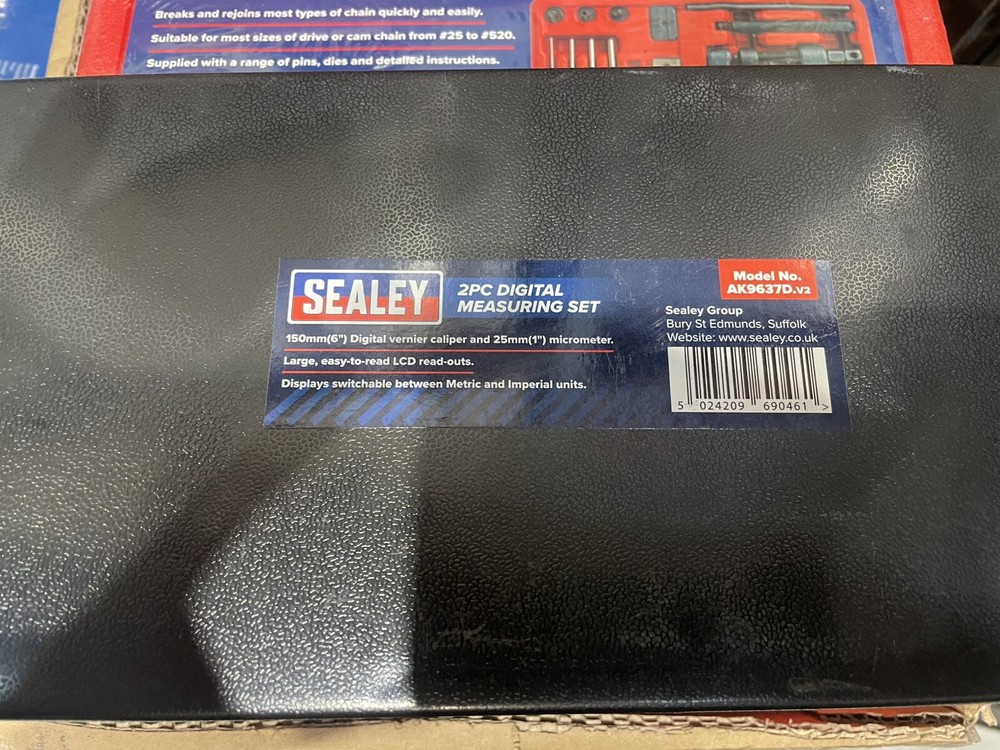 Breaks and rejoins most types of chain quickly and easily.
Suitable for most sizes of drive or cam chain from #25 to #520.
Supplied with a range of pins, dies and detailed instructions.
SEALEY
2PC DIGITAL
MEASURING SET
150mm(6") Digital vernier caliper and 25mm(1") micrometer.
Large, easy-to-read LCD read-outs.
Displays switchable between Metric and Imperial units.
Model No.
AK9637D.V2
Sealey Group
Bury St Edmunds, Suffolk
Website: www.sealey.co.uk
5 024209 690461 >